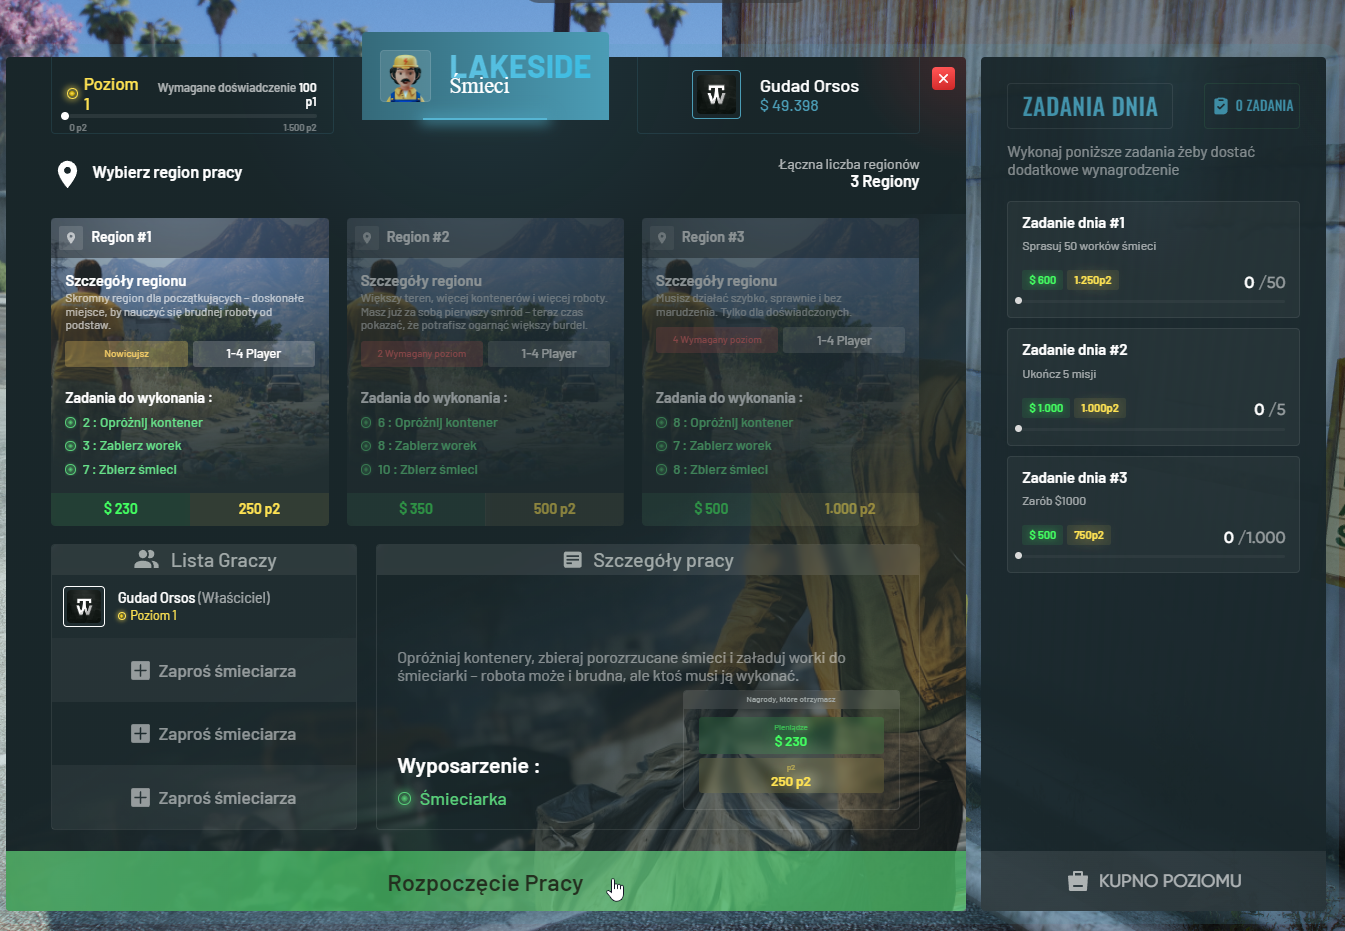 Poziom
1
Wymagane doświadczenie 100
p1
0 p2
1.500 p2
LAKESIDE
Śmieci
Gudad Orsos
$ 49.398
Wybierz region pracy
Łączna liczba regionów
3 Regiony
Region #1
Szczegóły regionu
Skromny region dla początkujących – doskonałe
miejsce, by nauczyć się brudnej roboty od
podstaw.
Nowicujsz
1-4 Player
Zadania do wykonania :
2 : Opróżnij kontener
3 : Zabierz worek
7 : Zbierz śmieci
$ 230
250 p2
Region #2
Szczegóły regionu
Większy teren, więcej kontenerów i więcej roboty.
Masz już za sobą pierwszy smród – teraz czas
pokazać, że potrafisz ogarnąć większy burdel.
2 Wymagany poziom
1-4 Player
Zadania do wykonania :
6 : Opróżnij kontener
8 : Zabierz worek
10 : Zbierz śmieci
$ 350
500 p2
Region #3
Szczegóły regionu
Musisz działać szybko, sprawnie i bez
marudzenia. Tylko dla doświadczonych.
4 Wymagany poziom
1-4 Player
Zadania do wykonania :
8 : Opróżnij kontener
7 : Zabierz worek
8 : Zbierz śmieci
$ 500
1.000 p2
Lista Graczy
Gudad Orsos (Właściciel)
Poziom 1
Zaproś śmieciarza
Zaproś śmieciarza
Zaproś śmieciarza
Szczegóły pracy
Opróżniaj kontenery, zbieraj porozrzucane śmieci i załaduj worki do
śmieciarki – robota może i brudna, ale ktoś musi ją wykonać.
Nagrody, które otrzymasz
Pieniądze
$ 230
p2
250 p2
Wyposarzenie :
Śmieciarka
Rozpoczęcie Pracy
ZADANIA DNIA
0 ZADANIA
Wykonaj poniższe zadania żeby dostać
dodatkowe wynagrodzenie
Zadanie dnia #1
Sprasuj 50 worków śmieci
$ 600
1.250p2
0 /50
Zadanie dnia #2
Ukończ 5 misji
$ 1.000
1.000p2
0 /5
Zadanie dnia #3
Zarób $1000
$ 500
750p2
0 /1.000
KUPNO POZIOMU